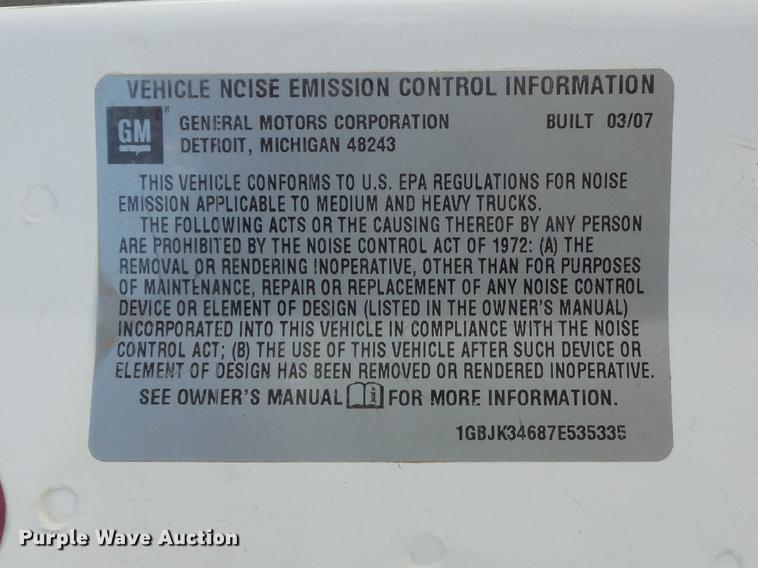 VEHICLE NOISE EMISSION CONTROL INFORMATION
GM ® GENERAL MOTORS CORPORATION BUILT 03/07
DETROIT, MICHIGAN 48243
THIS VEHICLE CONFORMS TO U.S. EPA REGULATIONS FOR NOISE
EMISSION APPLICABLE TO MEDIUM AND HEAVY TRUCKS.
THE FOLLOWING ACTS OR THE CAUSING THEREOF BY ANY PERSON
ARE PROHIBITED BY THE NOISE CONTROL ACT OF 1972: (A) THE
REMOVAL OR RENDERING INOPERATIVE, OTHER THAN FOR PURPOSES
OF MAINTENANCE, REPAIR OR REPLACEMENT OF ANY NOISE CONTROL
DEVICE OR ELEMENT OF DESIGN (LISTED IN THE OWNER'S MANUAL)
INCORPORATED INTO THIS VEHICLE IN COMPLIANCE WITH THE NOISE
CONTROL ACT; (B) THE USE OF THIS VEHICLE AFTER SUCH DEVICE OR
ELEMENT OF DESIGN HAS BEEN REMOVED OR RENDERED INOPERATIVE.
SEE OWNER'S MANUAL i FOR MORE INFORMATION.
1GBJK34687E535335
Purple Wave Auction